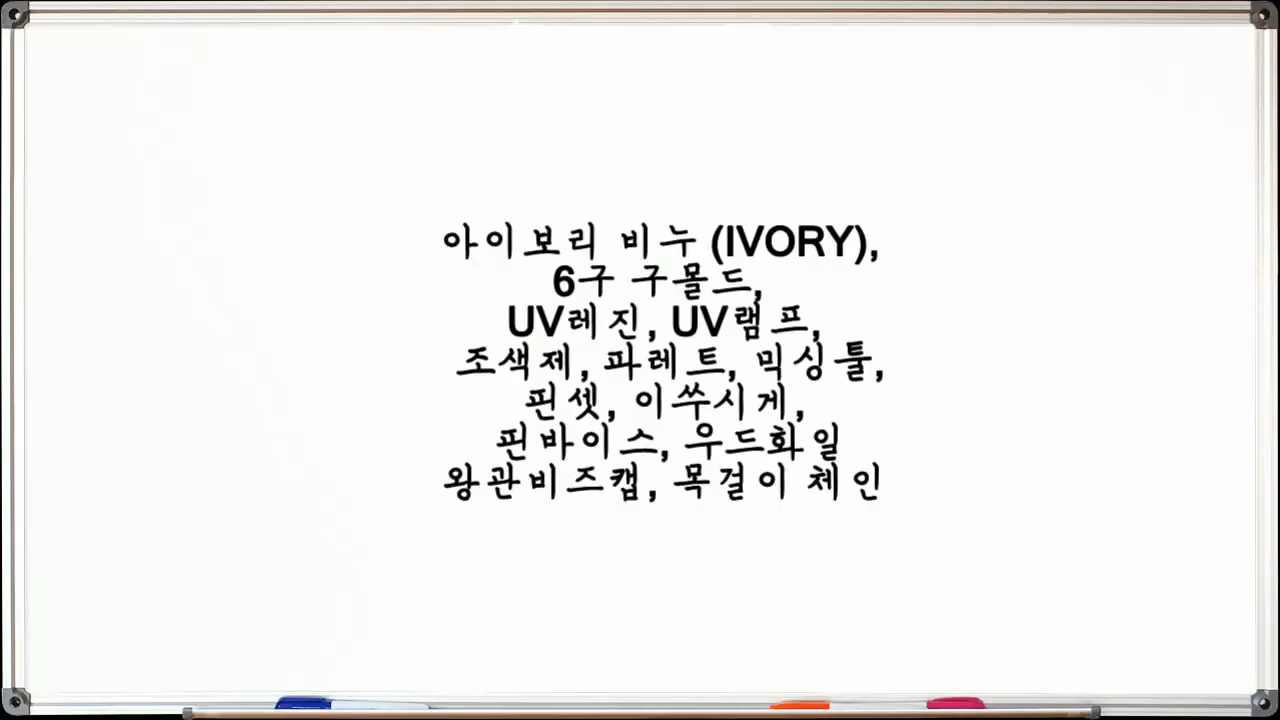 아이보리 비누 (IVORY),
6구 구몰드,
UV레진, UV램프,
조색제, 파레트, 믹싱툴,
핀셋, 이쑤시게,
핀바이스, 우드화일
왕관비즈캡, 목걸이 체인